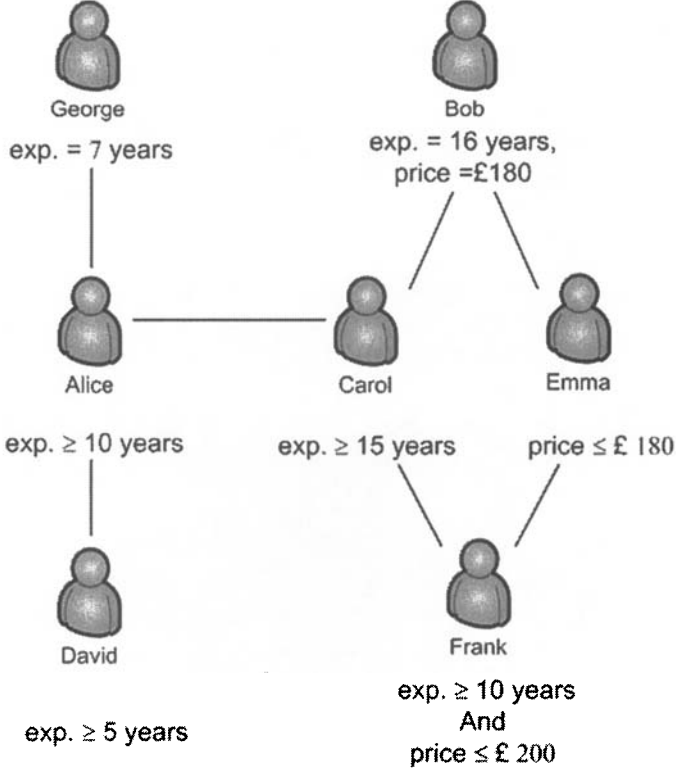 George
Bob
exp. = 7 years
exp. = 16 years,
price =£180
Alice
Carol
Emma
exp. ≥ 10 years
exp. ≥ 15 years
price ≤ £ 180
David
Frank
exp. ≥ 5 years
exp. ≥ 10 years
And
price ≤ £ 200